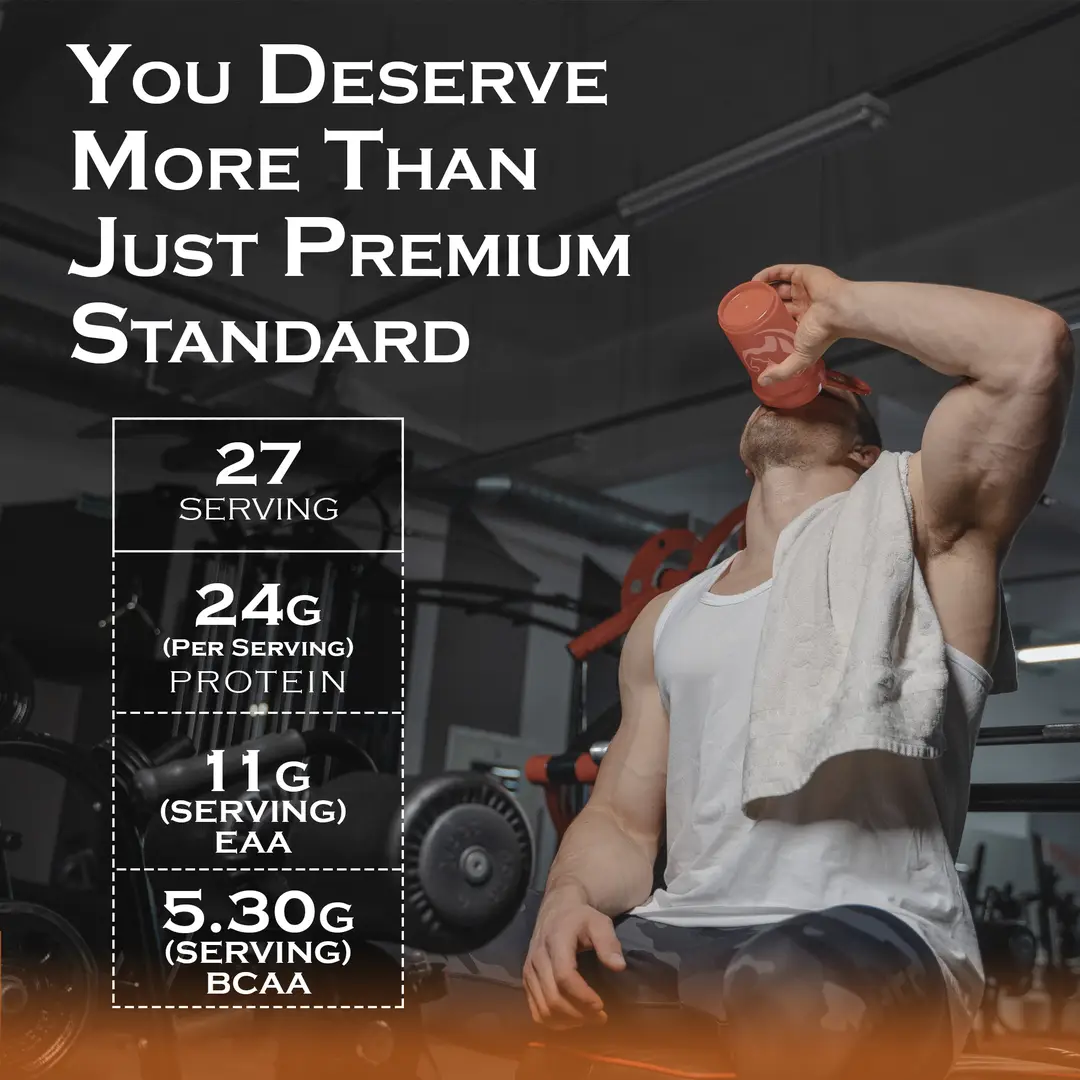 You Deserve
More Than
Just Premium
Standard
27
SERVING
24G
(Per Serving)
PROTEIN
11G
(SERVING)
EAA
5.30G
(SERVING)
BCAA